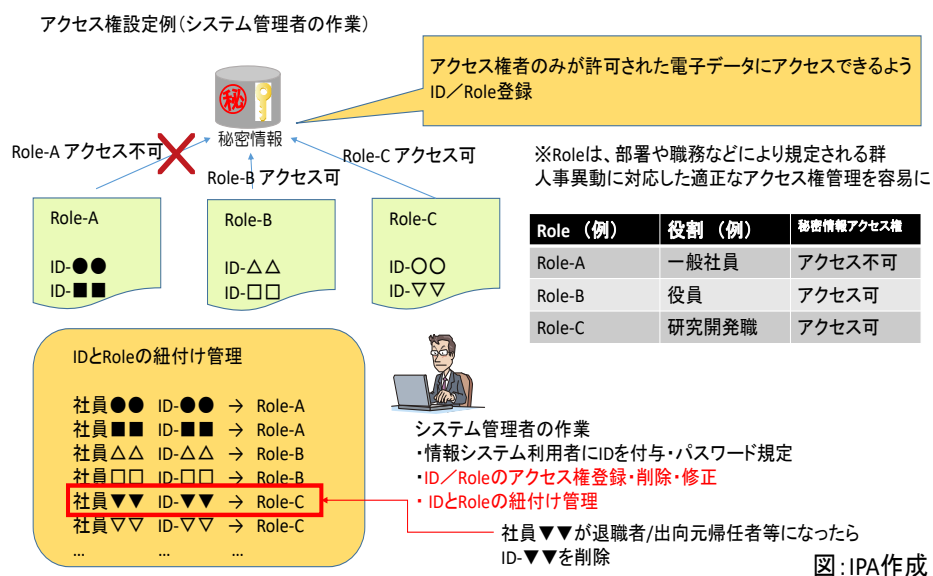 アクセス権設定例(システム管理者の作業)
アクセス権者のみが許可された電子データにアクセスできるよう
ID/Role登録
㊙
秘密情報
Role-A アクセス不可
Role-B アクセス可
Role-C アクセス可
※Roleは、部署や職務などにより規定される群
人事異動に対応した適正なアクセス権管理を容易に
Role-A
ID-●●
ID-■■
Role-B
ID-△△
ID-□□
Role-C
ID-○○
ID-▽▽
Role (例) 役割 (例) 秘密情報アクセス権
Role-A 一般社員 アクセス不可
Role-B 役員 アクセス可
Role-C 研究開発職 アクセス可
IDとRoleの紐付け管理
社員●● ID-●● → Role-A
社員■■ ID-■■ → Role-A
社員△△ ID-△△ → Role-B
社員□□ ID-□□ → Role-B
社員▼▼ ID-▼▼ → Role-C
社員▽▽ ID-▽▽ → Role-C
… … …
システム管理者の作業
・情報システム利用者にIDを付与・パスワード規定
・ID/Roleのアクセス権登録・削除・修正
・IDとRoleの紐付け管理
社員▼▼が退職者/出向元帰任者等になったら
ID-▼▼を削除
図:IPA作成